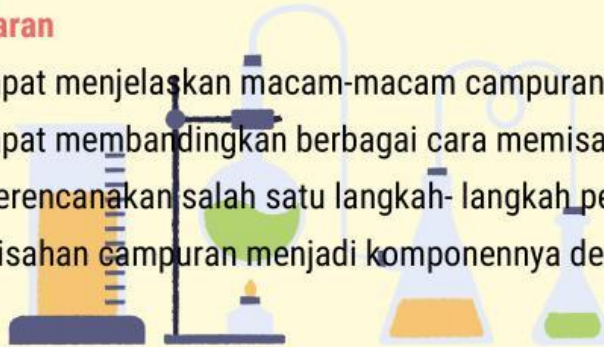 aran
pat menjelaskan macam-macam campuran
pat membandingkan berbagai cara memisa
erencanakan salah satu langkah- langkah pe
isahan campuran menjadi komponennya de